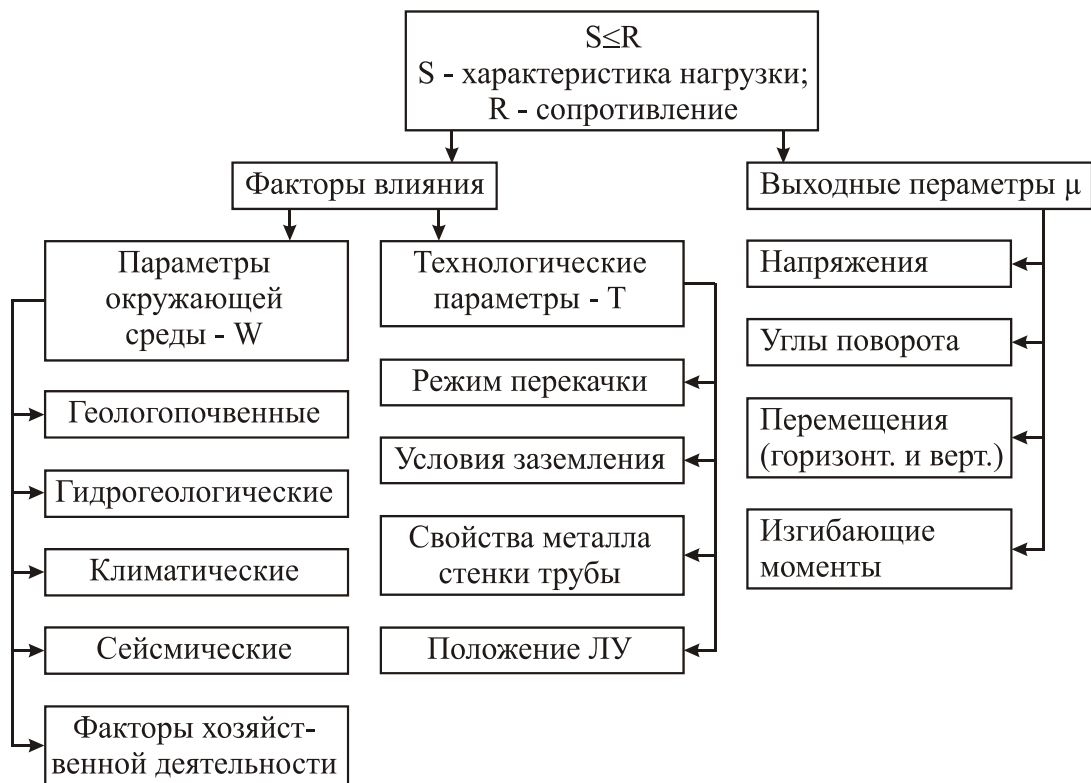 S≤R
S - характеристика нагрузки;
R - сопротивление
Факторы влияния
Выходные пераметры μ
Параметры
окружающей
среды - W
Технологические
параметры - Т
Напряжения
Углы поворота
Режим перекачки
Геологопочвенные
Перемещения
(горизонт. и верт.)
Условия заземления
Гидрогеологические
Изгибающие
моменты
Свойства металла
стенки трубы
Климатические
Сейсмические
Положение ЛУ
Факторы хозяйст-
венной деятельности